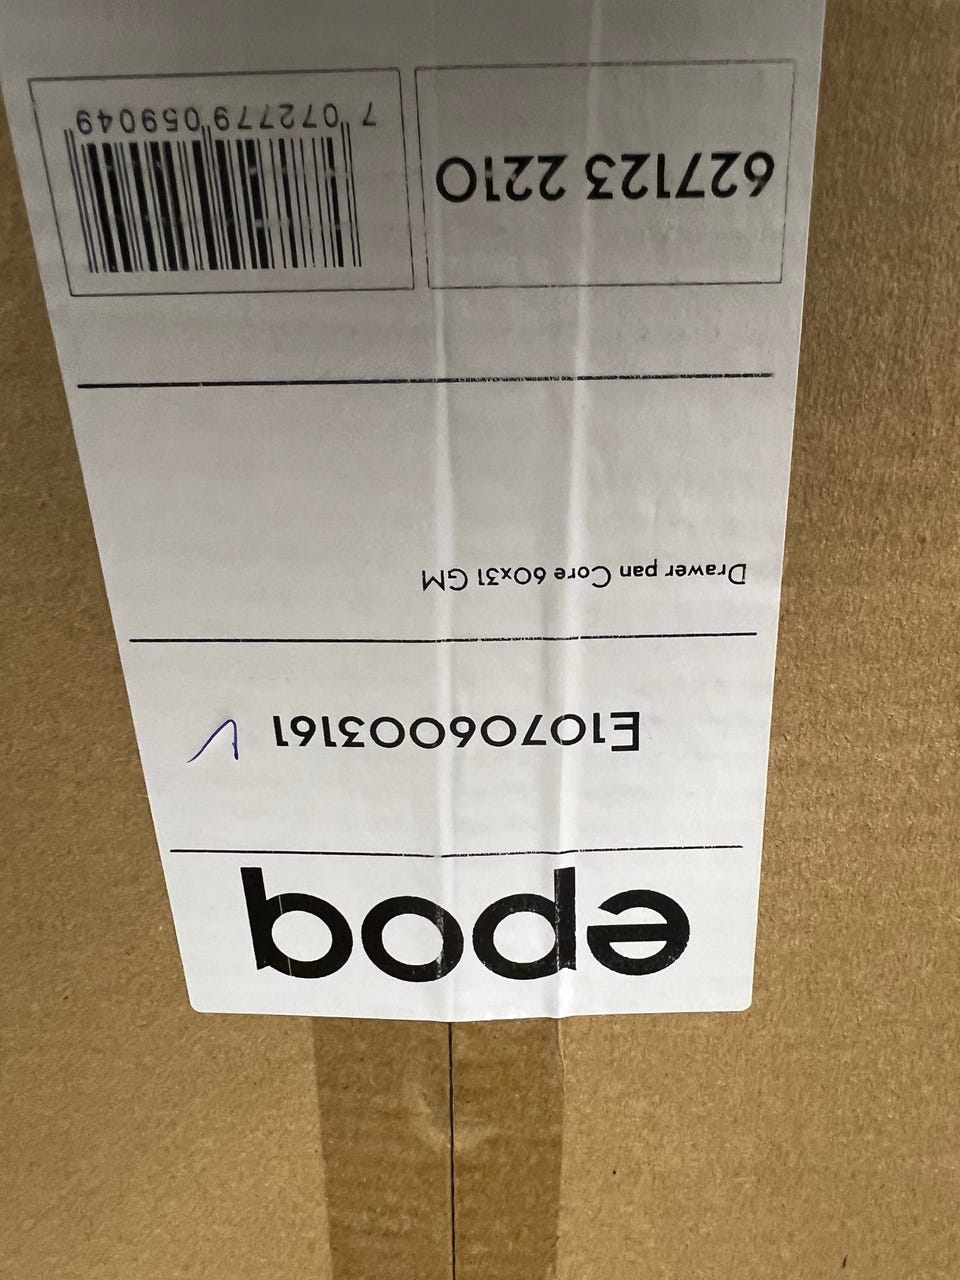 epoq
E10706003161
Drawer pan Core 60x31 GM
627123 2210
7 072779 059049